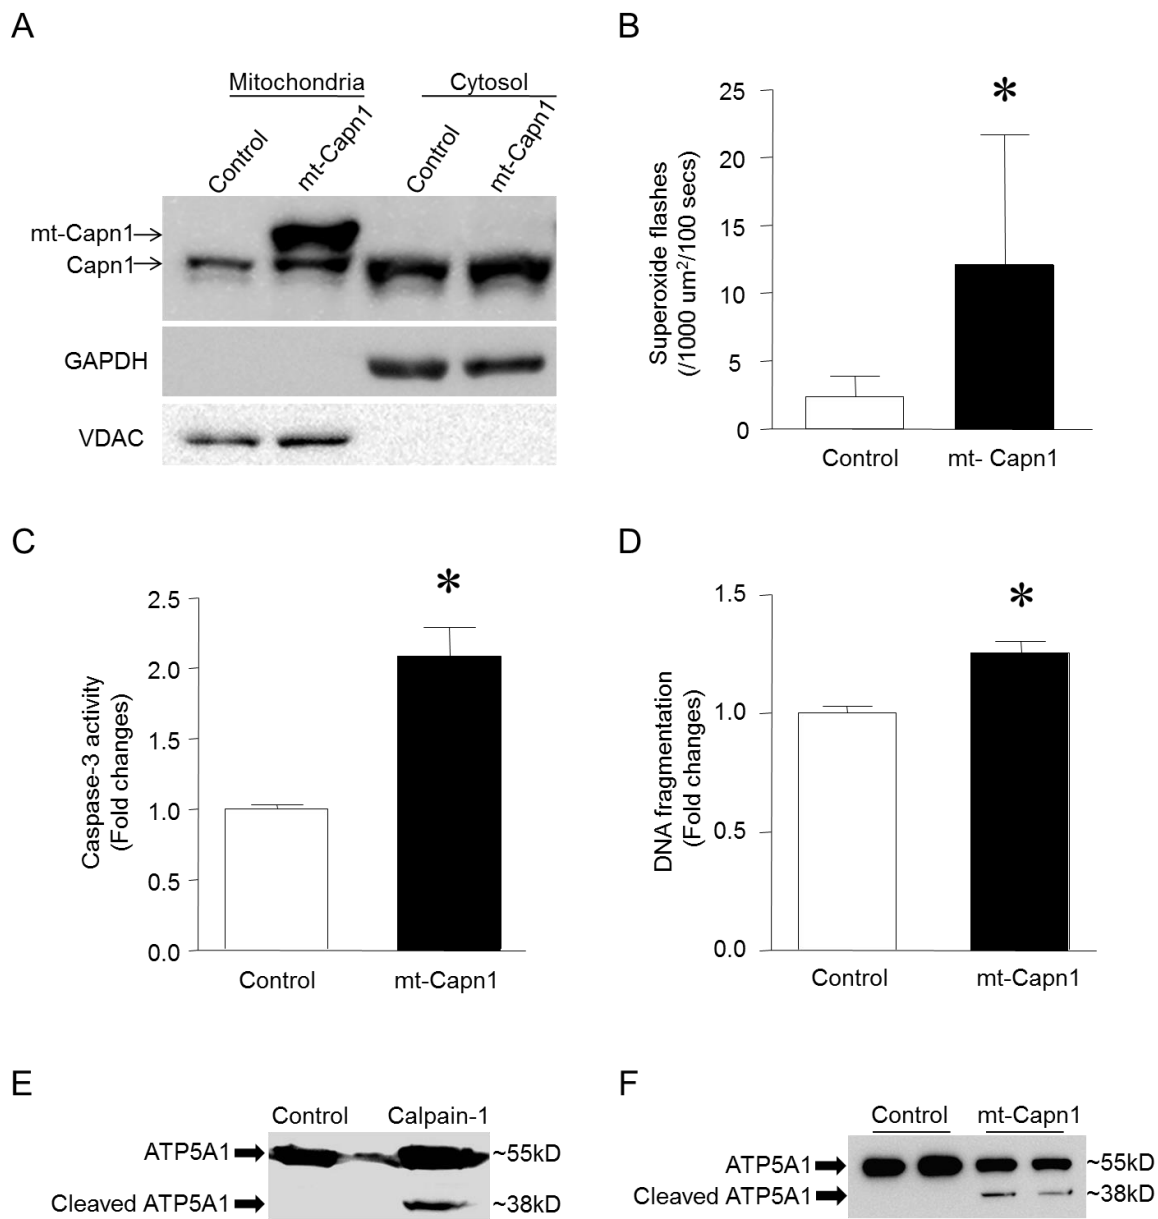 A
Mitochondria Cytosol
Control mt-Capn1 Control mt-Capn1
mt-Capn1
Capn1
GAPDH
VDAC
B
Superoxide flashes
(/1000 um²/100 secs)
25
20
15
10
5
0
*
Control mt- Capn1
C
Caspase-3 activity
(Fold changes)
2.5
2.0
1.5
1.0
0.5
0.0
*
Control mt-Capn1
D
DNA fragmentation
(Fold changes)
1.5
1.0
0.5
0.0
*
Control mt-Capn1
E
Control Calpain-1
ATP5A1 ~55kD
Cleaved ATP5A1 ~38kD
F
Control mt-Capn1
ATP5A1 ~55kD
Cleaved ATP5A1 ~38kD